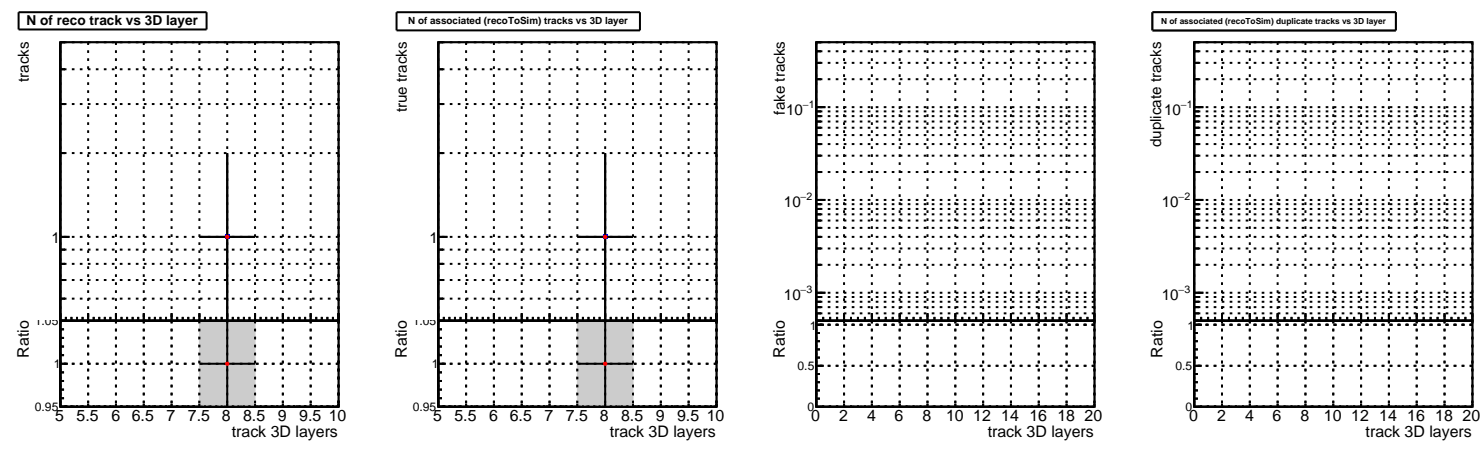 N of reco track vs 3D layer
tracks
1
Ratio
1.05
1
0.95
5 5.5 6 6.5 7 7.5 8 8.5 9 9.5 10
track 3D layers
N of associated (recoToSim) tracks vs 3D layer
true tracks
1
Ratio
1.05
1
0.95
5 5.5 6 6.5 7 7.5 8 8.5 9 9.5 10
track 3D layers
fake tracks
10−1
10−2
10−3
Ratio
1
0.5
0
0 2 4 6 8 10 12 14 16 18 20
track 3D layers
N of associated (recoToSim) duplicate tracks vs 3D layer
duplicate tracks
10−1
10−2
10−3
Ratio
1
0.5
0
0 2 4 6 8 10 12 14 16 18 20
track 3D layers